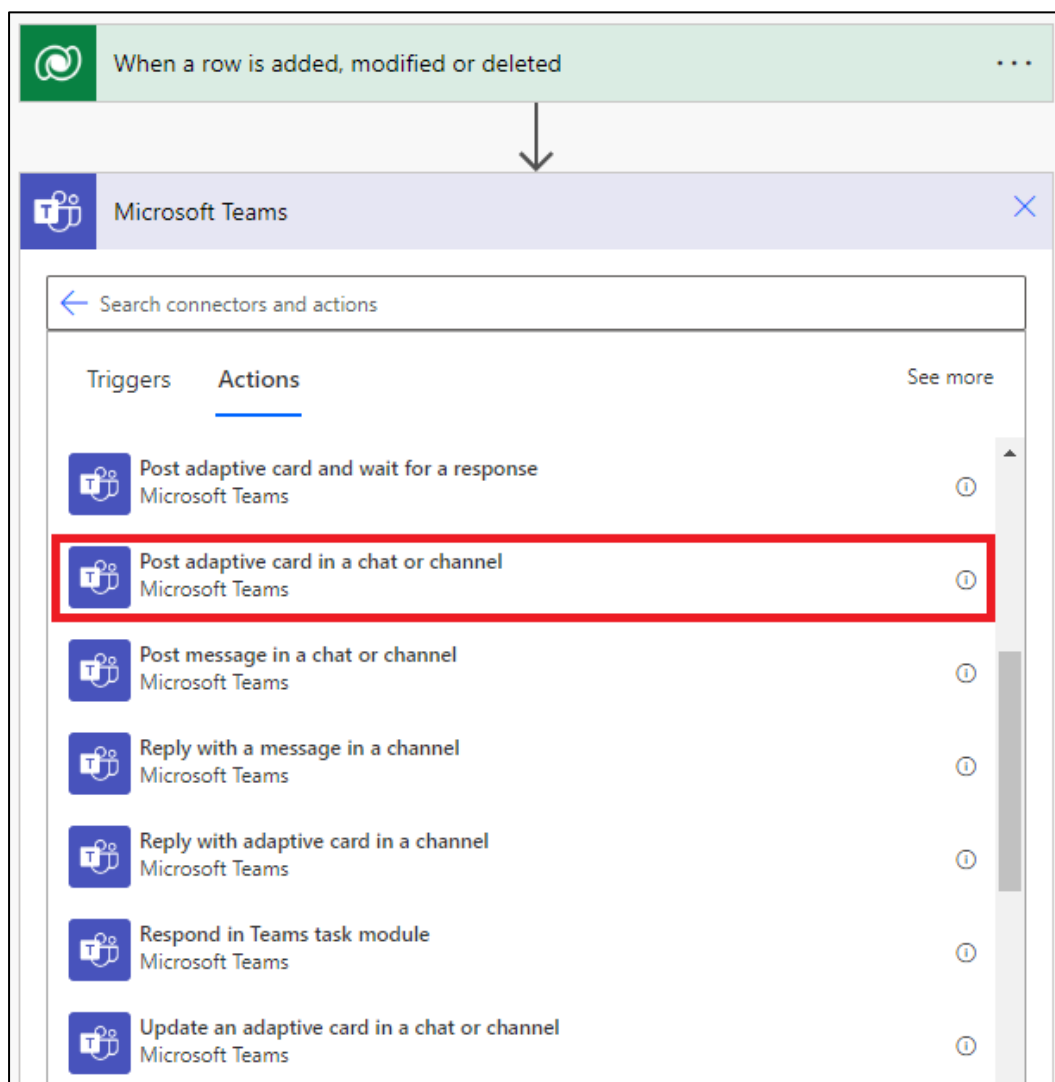 When a row is added, modified or deleted
Microsoft Teams
Search connectors and actions
Triggers Actions See more
Post adaptive card and wait for a response
Microsoft Teams
Post adaptive card in a chat or channel
Microsoft Teams
Post message in a chat or channel
Microsoft Teams
Reply with a message in a channel
Microsoft Teams
Reply with adaptive card in a channel
Microsoft Teams
Respond in Teams task module
Microsoft Teams
Update an adaptive card in a chat or channel
Microsoft Teams